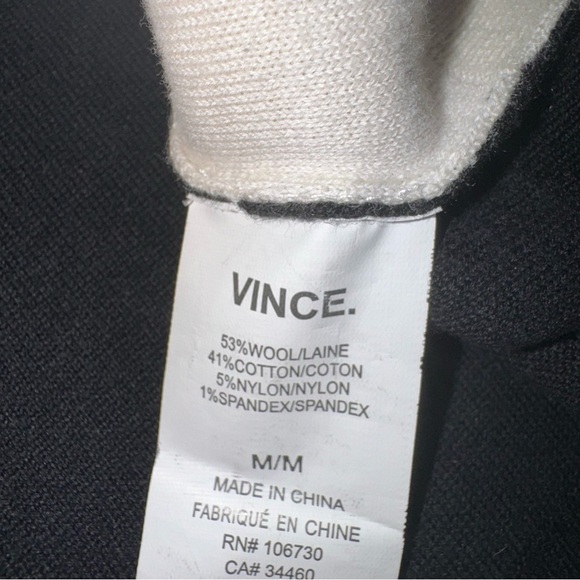 VINCE.
53%WOOL/LAINE
41%COTTON/COTON
5%NYLON/NYLON
1%SPANDEX/SPANDEX
M/M
MADE IN CHINA
FABRIQUÉ EN CHINE
RN# 106730
CA# 34460